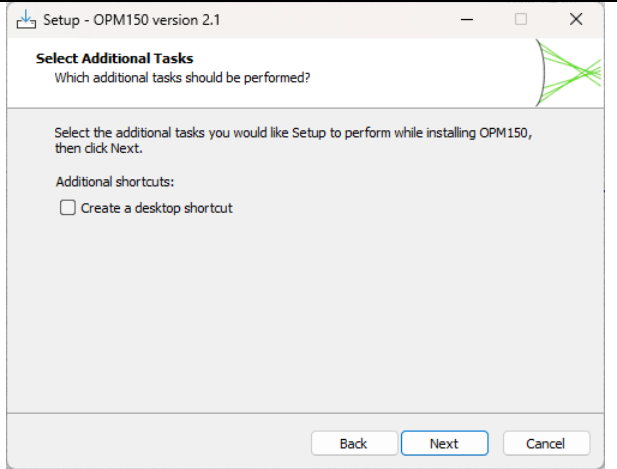 Setup - OPM150 version 2.1
Select Additional Tasks
Which additional tasks should be performed?
Select the additional tasks you would like Setup to perform while installing OPM150,
then click Next.
Additional shortcuts:
Create a desktop shortcut
Back Next Cancel